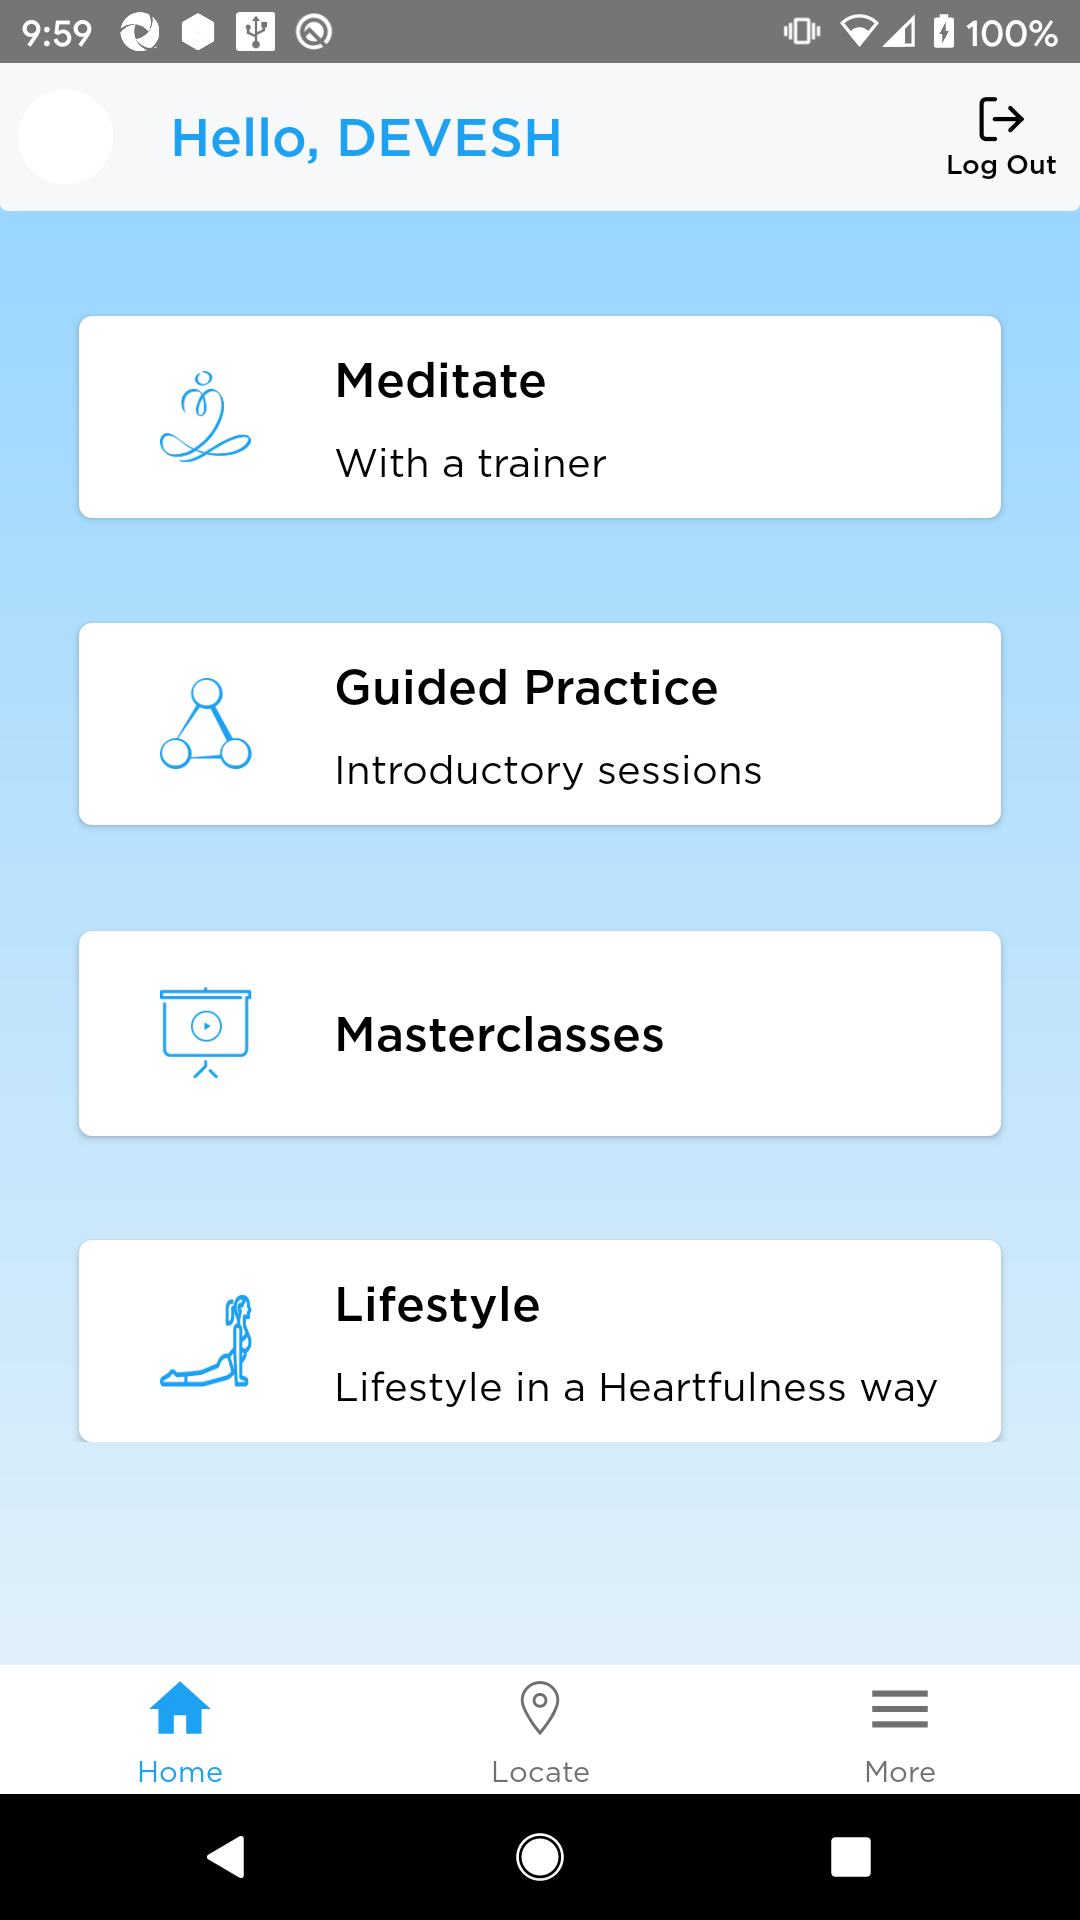 9:59
100%
Hello, DEVESH
Log Out
Meditate
With a trainer
Guided Practice
Introductory sessions
Masterclasses
Lifestyle
Lifestyle in a Heartfulness way
Home
Locate
More